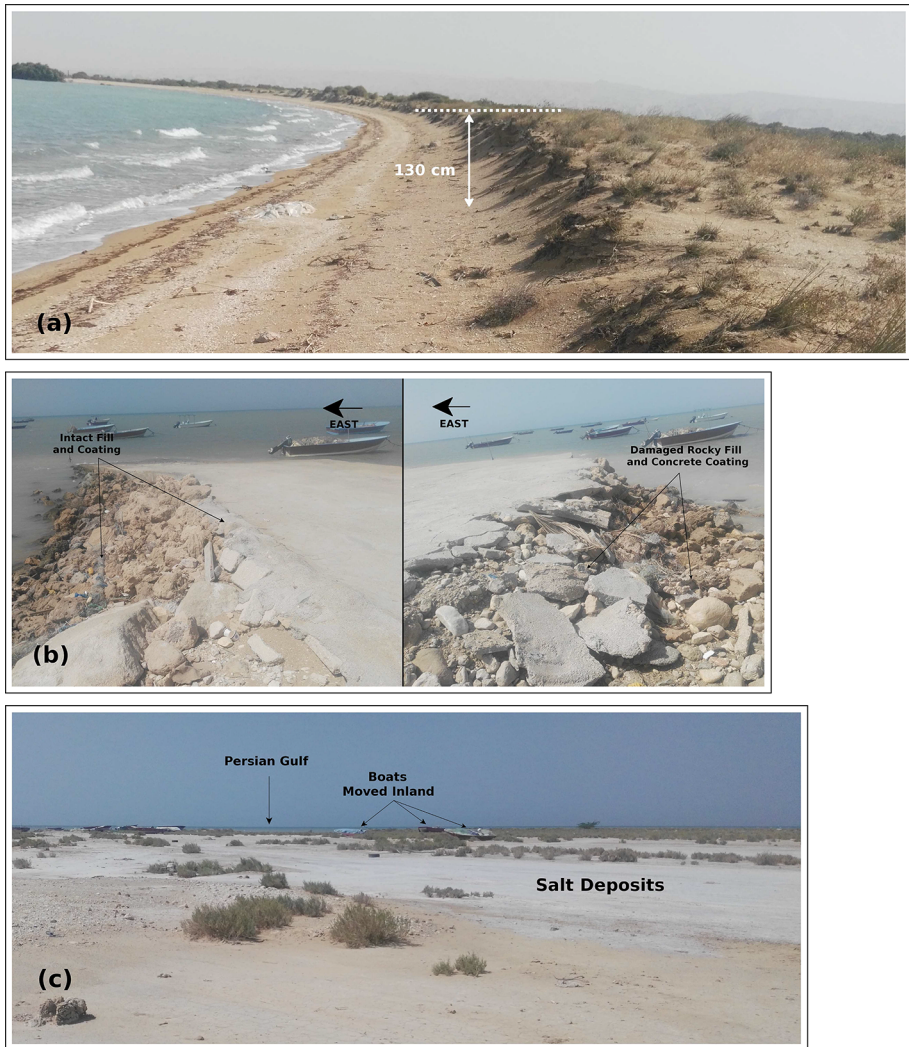 130 cm
(a)
EAST
Intact Fill
and Coating
(b)
EAST
Damaged Rocky Fill
and Concrete Coating
Persian Gulf
Boats
Moved Inland
Salt Deposits
(c)